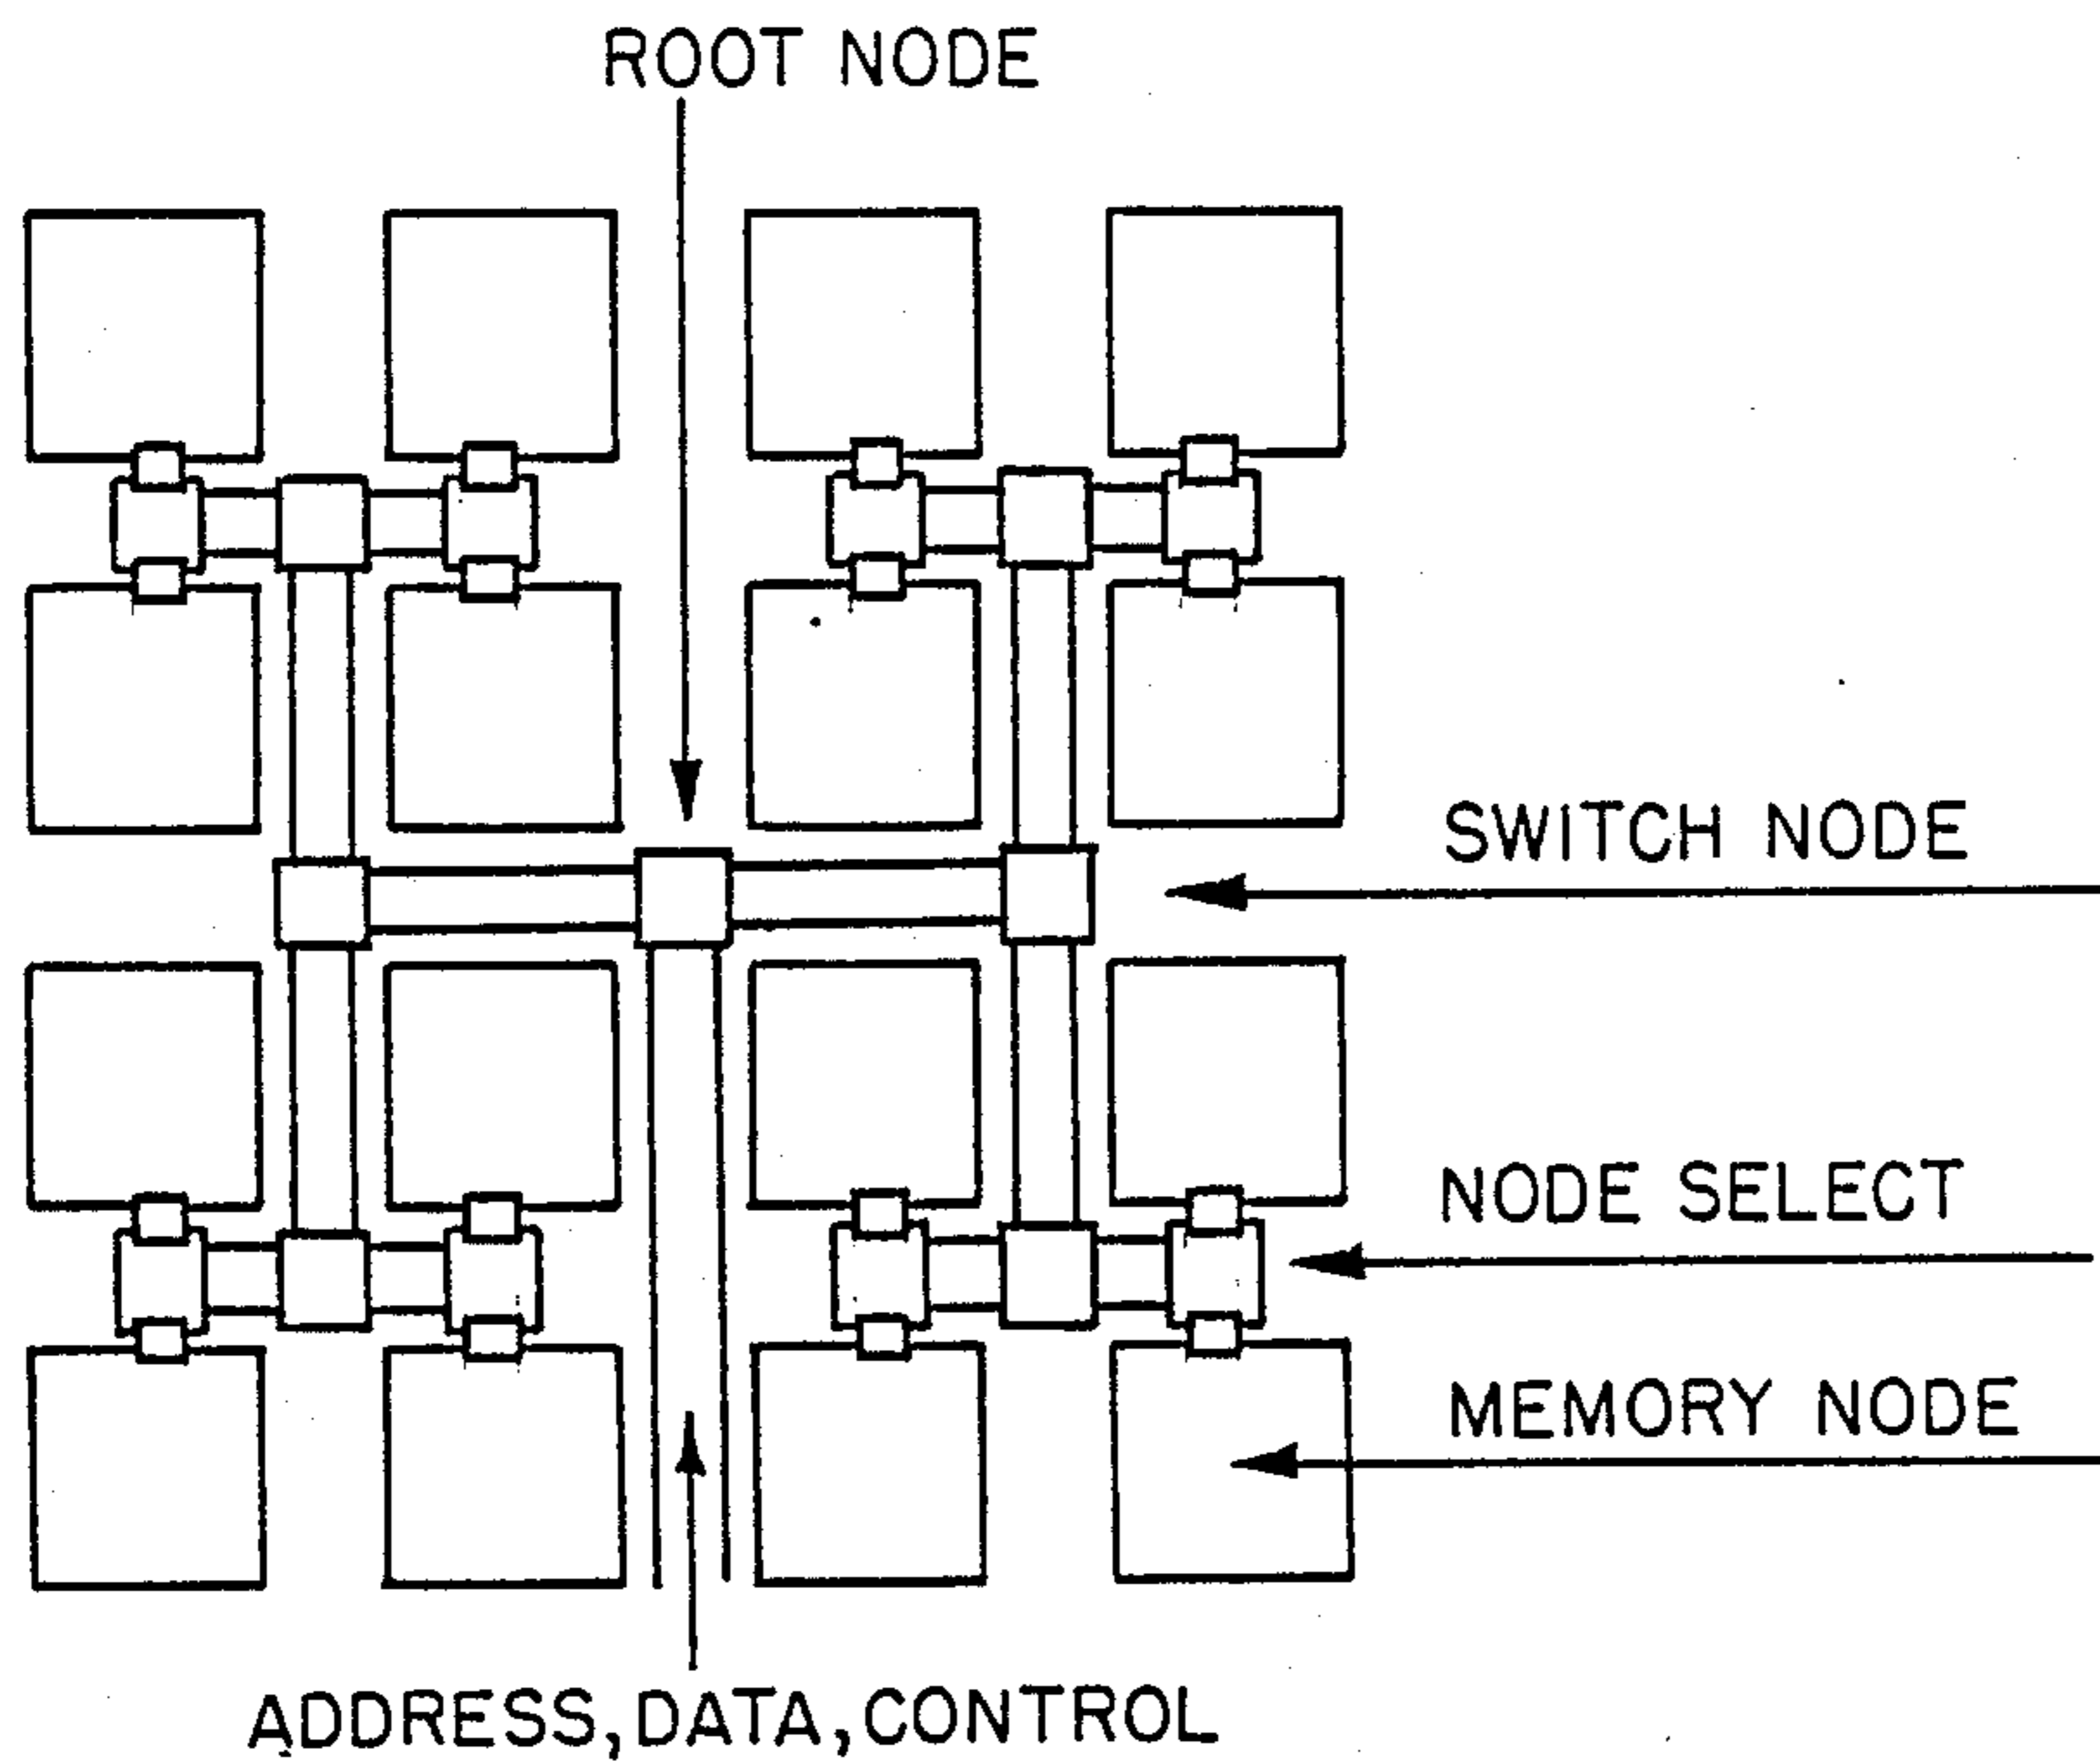 ROOT NODE
SWITCH NODE
NODE SELECT
MEMORY NODE
ADDRESS, DATA, CONTROL